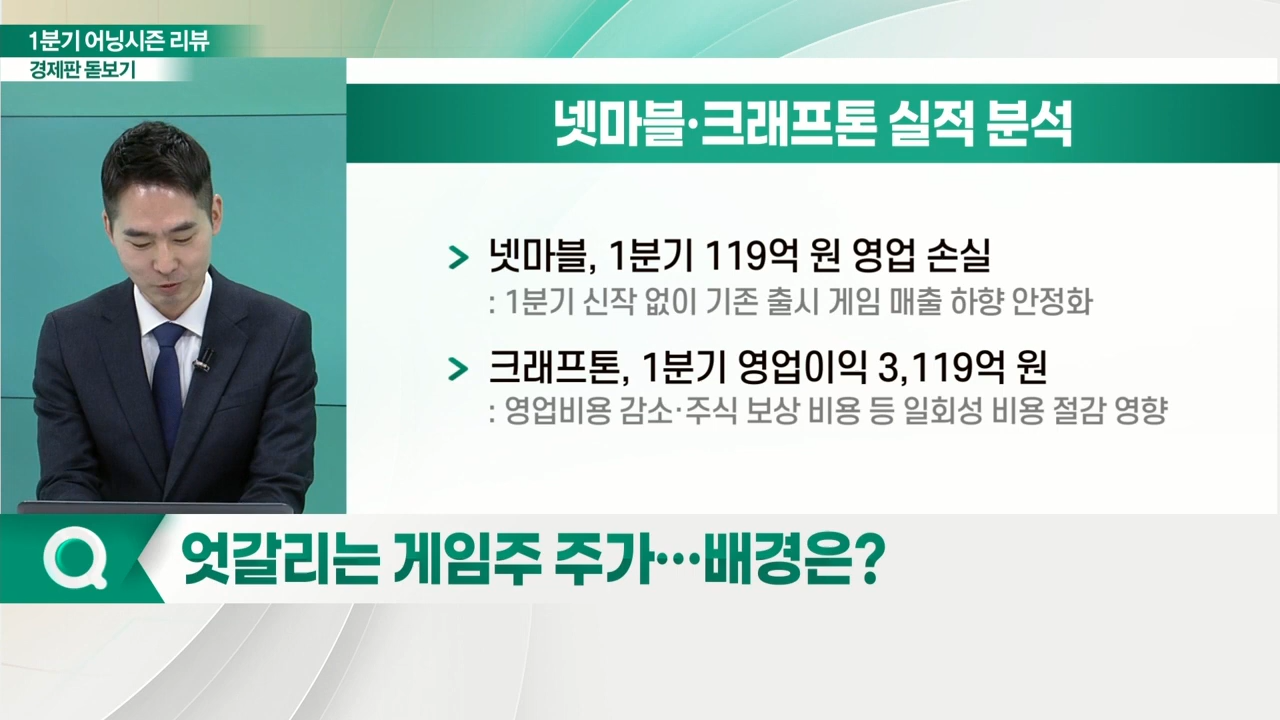 1분기 어닝시즌 리뷰
경제판 돋보기
넷마블·크래프톤 실적 분석
넷마블, 1분기 119억 원 영업 손실
: 1분기 신작 없이 기존 출시 게임 매출 하향 안정화
크래프톤, 1분기 영업이익 3,119억 원
: 영업비용 감소·주식 보상 비용 등 일회성 비용 절감 영향
Q 엇갈리는 게임주 주가…배경은?